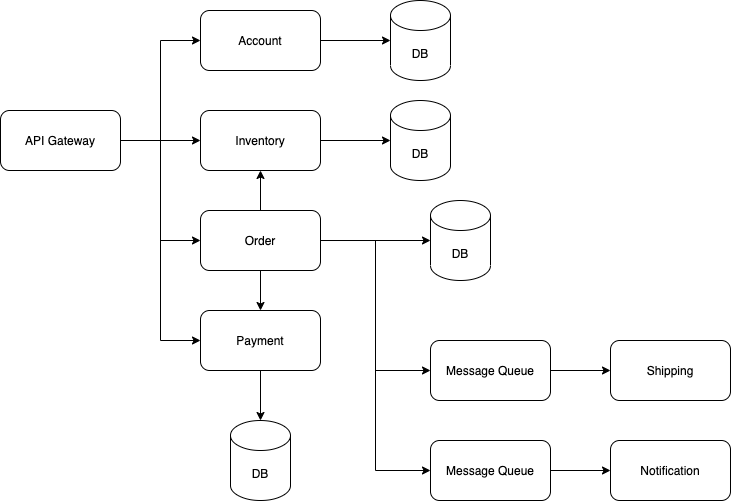 Account
DB
API Gateway
Inventory
DB
Order
DB
Payment
Message Queue
Shipping
DB
Message Queue
Notification